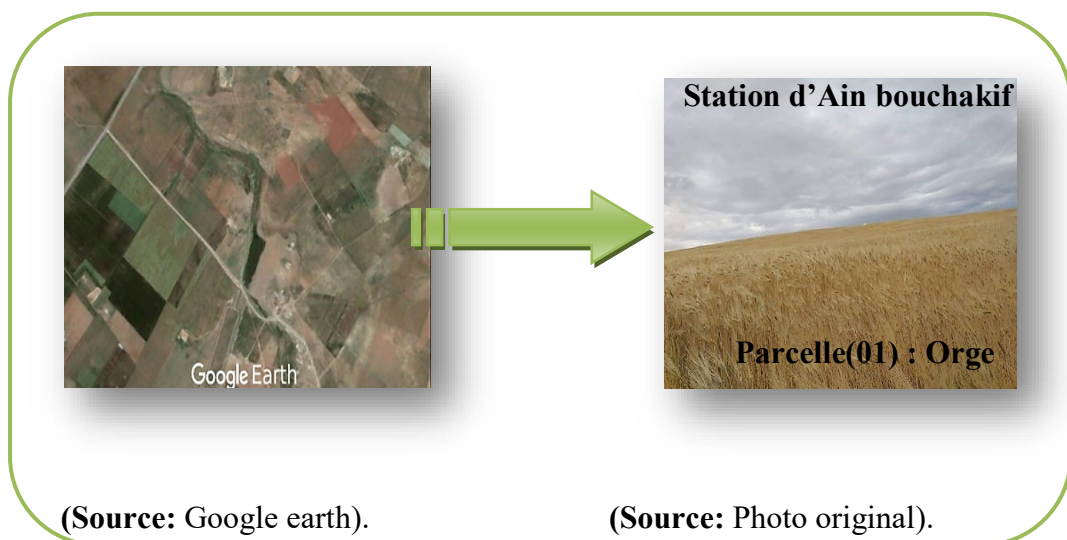 Station d'Ain bouchakif
Parcelle(01) : Orge
Google Earth
(Source: Google earth).
(Source: Photo original).